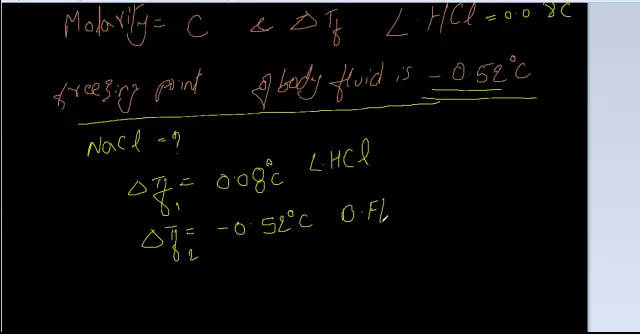 Molarity = C & ΔTf L.HCl = 0.08C
freezing point of body fluid is -0.52°C
NaCl = ?
ΔTf1 = 0.08°C L.HCl
ΔTf2 = -0.52°C O.Fl